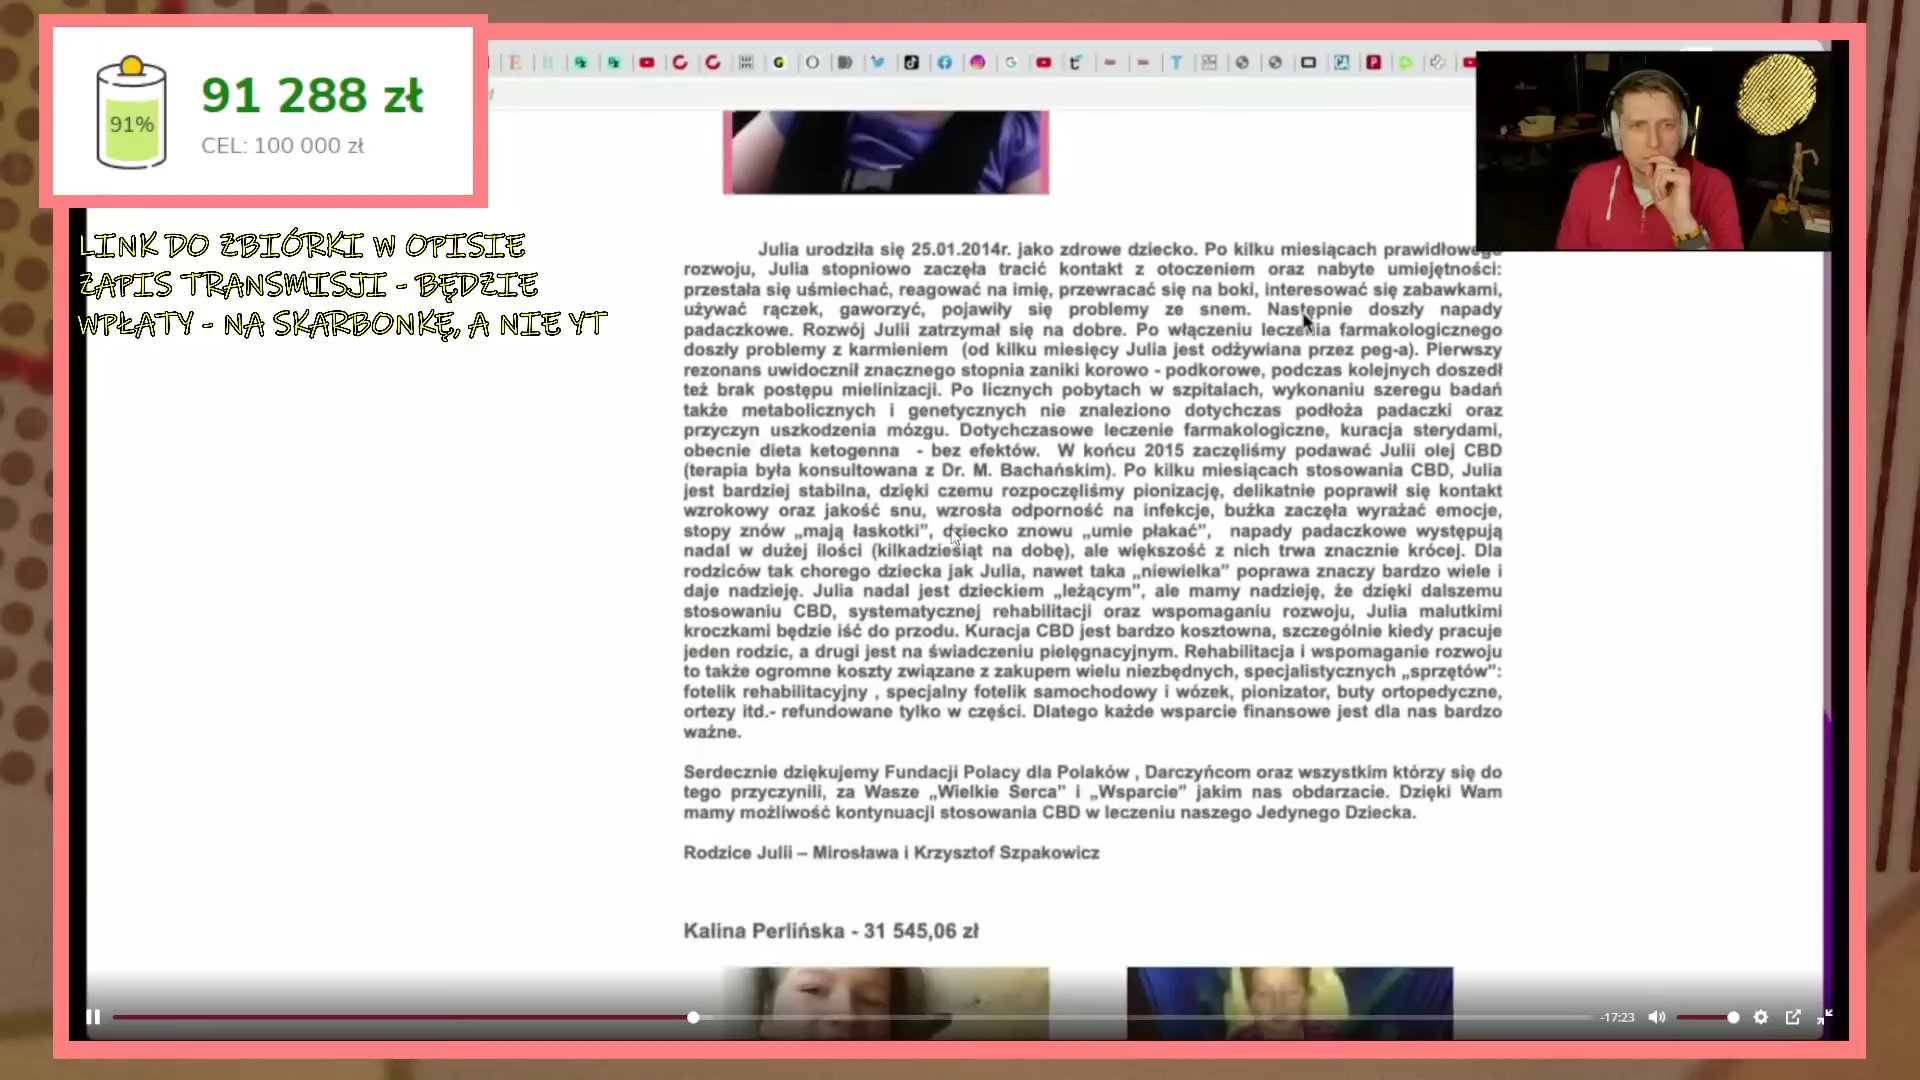 91 288 zł
91%
CEL: 100 000 zł
LINK DO ZBIÓRKI W OPISIE
ZAPIS TRANSMISJI - BĘDZIE
WPŁATY - NA SKARBONKĘ, A NIE YT
Julia urodziła się 25.01.2014r. jako zdrowe dziecko. Po kilku miesiącach prawidłowego
rozwoju, Julia stopniowo zaczęła tracić kontakt z otoczeniem oraz nabyte umiejętności:
przestała się uśmiechać, reagować na imię, przewracać się na boki, interesować się zabawkami,
używać rączek, gaworzyć, pojawiły się problemy ze snem. Następnie doszły napady
padaczkowe. Rozwój Julii zatrzymał się na dobre. Po włączeniu leczenia farmakologicznego
doszły problemy z karmieniem (od kilku miesięcy Julia jest odżywiana przez peg-a). Pierwszy
rezonans uwidocznił znacznego stopnia zaniki korowo - podkorowe, podczas kolejnych doszedł
też brak postępu mielinizacji. Po licznych pobytach w szpitalach, wykonaniu szeregu badań
także metabolicznych i genetycznych nie znaleziono dotychczas podłoża padaczki oraz
przyczyn uszkodzenia mózgu. Dotychczasowe leczenie farmakologiczne, kuracja sterydami,
obecnie dieta ketogenna - bez efektów. W końcu 2015 zaczęliśmy podawać Julii olej CBD
(terapia była konsultowana z Dr. M. Bachańskim). Po kilku miesiącach stosowania CBD, Julia
jest bardziej stabilna, dzięki czemu rozpoczęliśmy pionizację, delikatnie poprawił się kontakt
wzrokowy oraz jakość snu, wzrosła odporność na infekcje, buźka zaczęła wyrażać emocje,
stopy znów „mają łaskotki”, dziecko znowu „umie płakać”, napady padaczkowe występują
nadal w dużej ilości (kilkadziesiąt na dobę), ale większość z nich trwa znacznie krócej. Dla
rodziców tak chorego dziecka jak Julia, nawet taka „niewielka” poprawa znaczy bardzo wiele i
daje nadzieję. Julia nadal jest dzieckiem „leżącym”, ale mamy nadzieję, że dzięki dalszemu
stosowaniu CBD, systematycznej rehabilitacji oraz wspomaganiu rozwoju, Julia malutkimi
kroczkami będzie iść do przodu. Kuracja CBD jest bardzo kosztowna, szczególnie kiedy pracuje
jeden rodzic, a drugi jest na świadczeniu pielęgnacyjnym. Rehabilitacja i wspomaganie rozwoju
to także ogromne koszty związane z zakupem wielu niezbędnych, specjalistycznych „sprzętów”:
fotelik rehabilitacyjny , specjalny fotelik samochodowy i wózek, pionizator, buty ortopedyczne,
ortezy itd.- refundowane tylko w części. Dlatego każde wsparcie finansowe jest dla nas bardzo
ważne.
Serdecznie dziękujemy Fundacji Polacy dla Polaków , Darczyńcom oraz wszystkim którzy się do
tego przyczynili, za Wasze „Wielkie Serca” i „Wsparcie” jakim nas obdarzacie. Dzięki Wam
mamy możliwość kontynuacji stosowania CBD w leczeniu naszego Jedynego Dziecka.
Rodzice Julii – Mirosława i Krzysztof Szpakowicz
Kalina Perlińska - 31 545,06 zł
-17:23